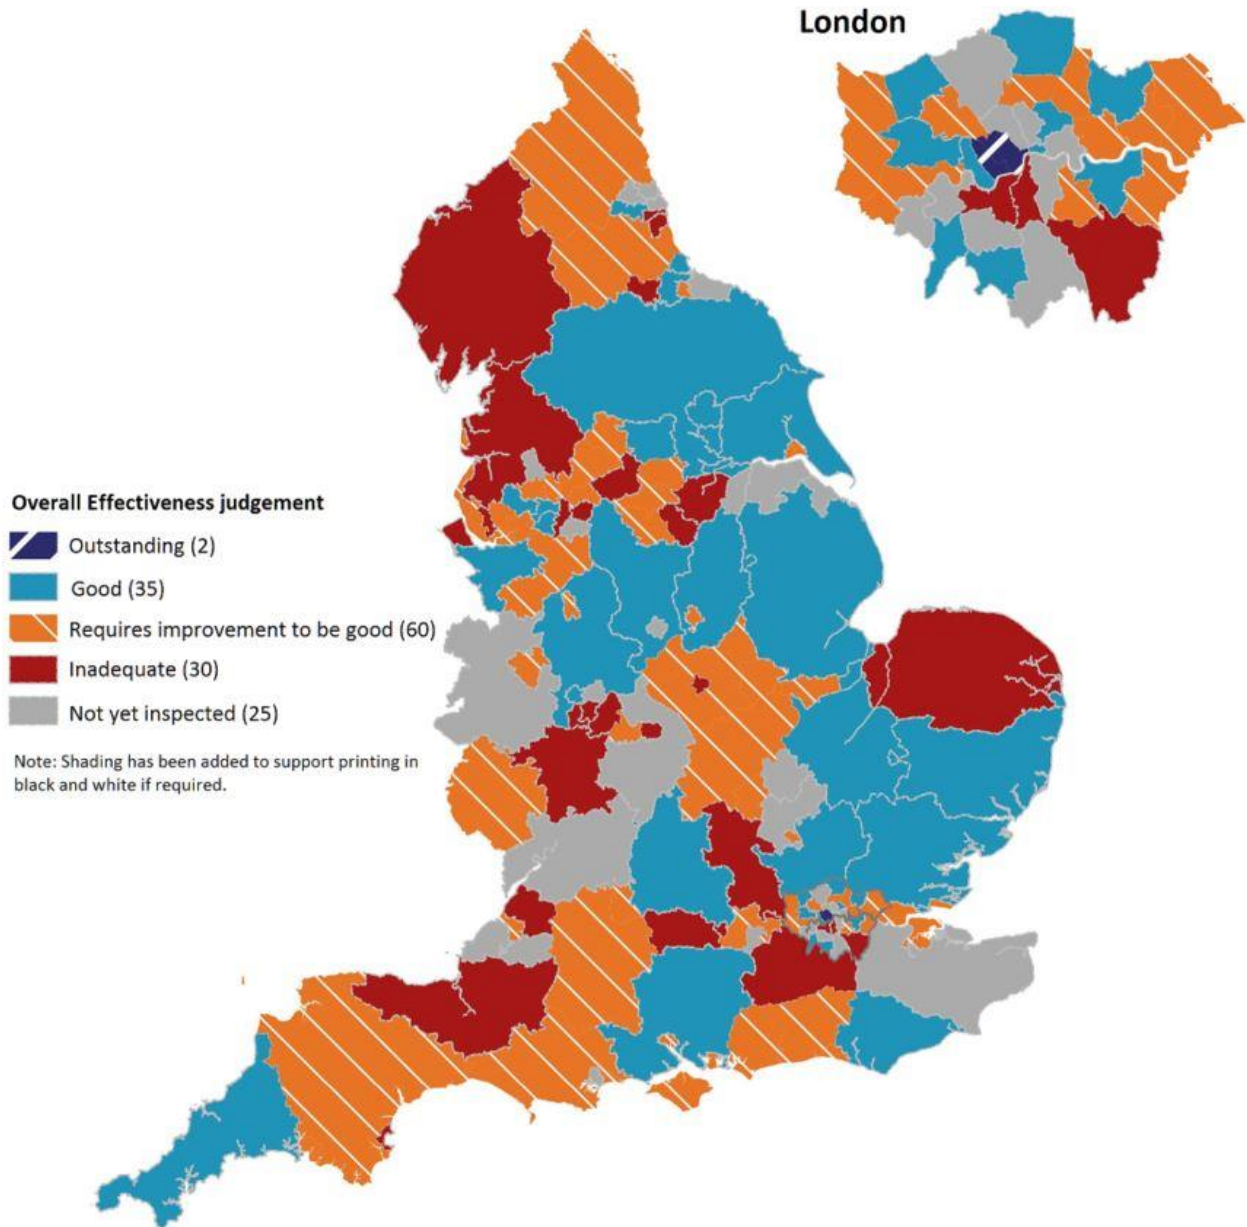 London
Overall Effectiveness judgement
Outstanding (2)
Good (35)
Requires improvement to be good (60)
Inadequate (30)
Not yet inspected (25)
Note: Shading has been added to support printing in
black and white if required.